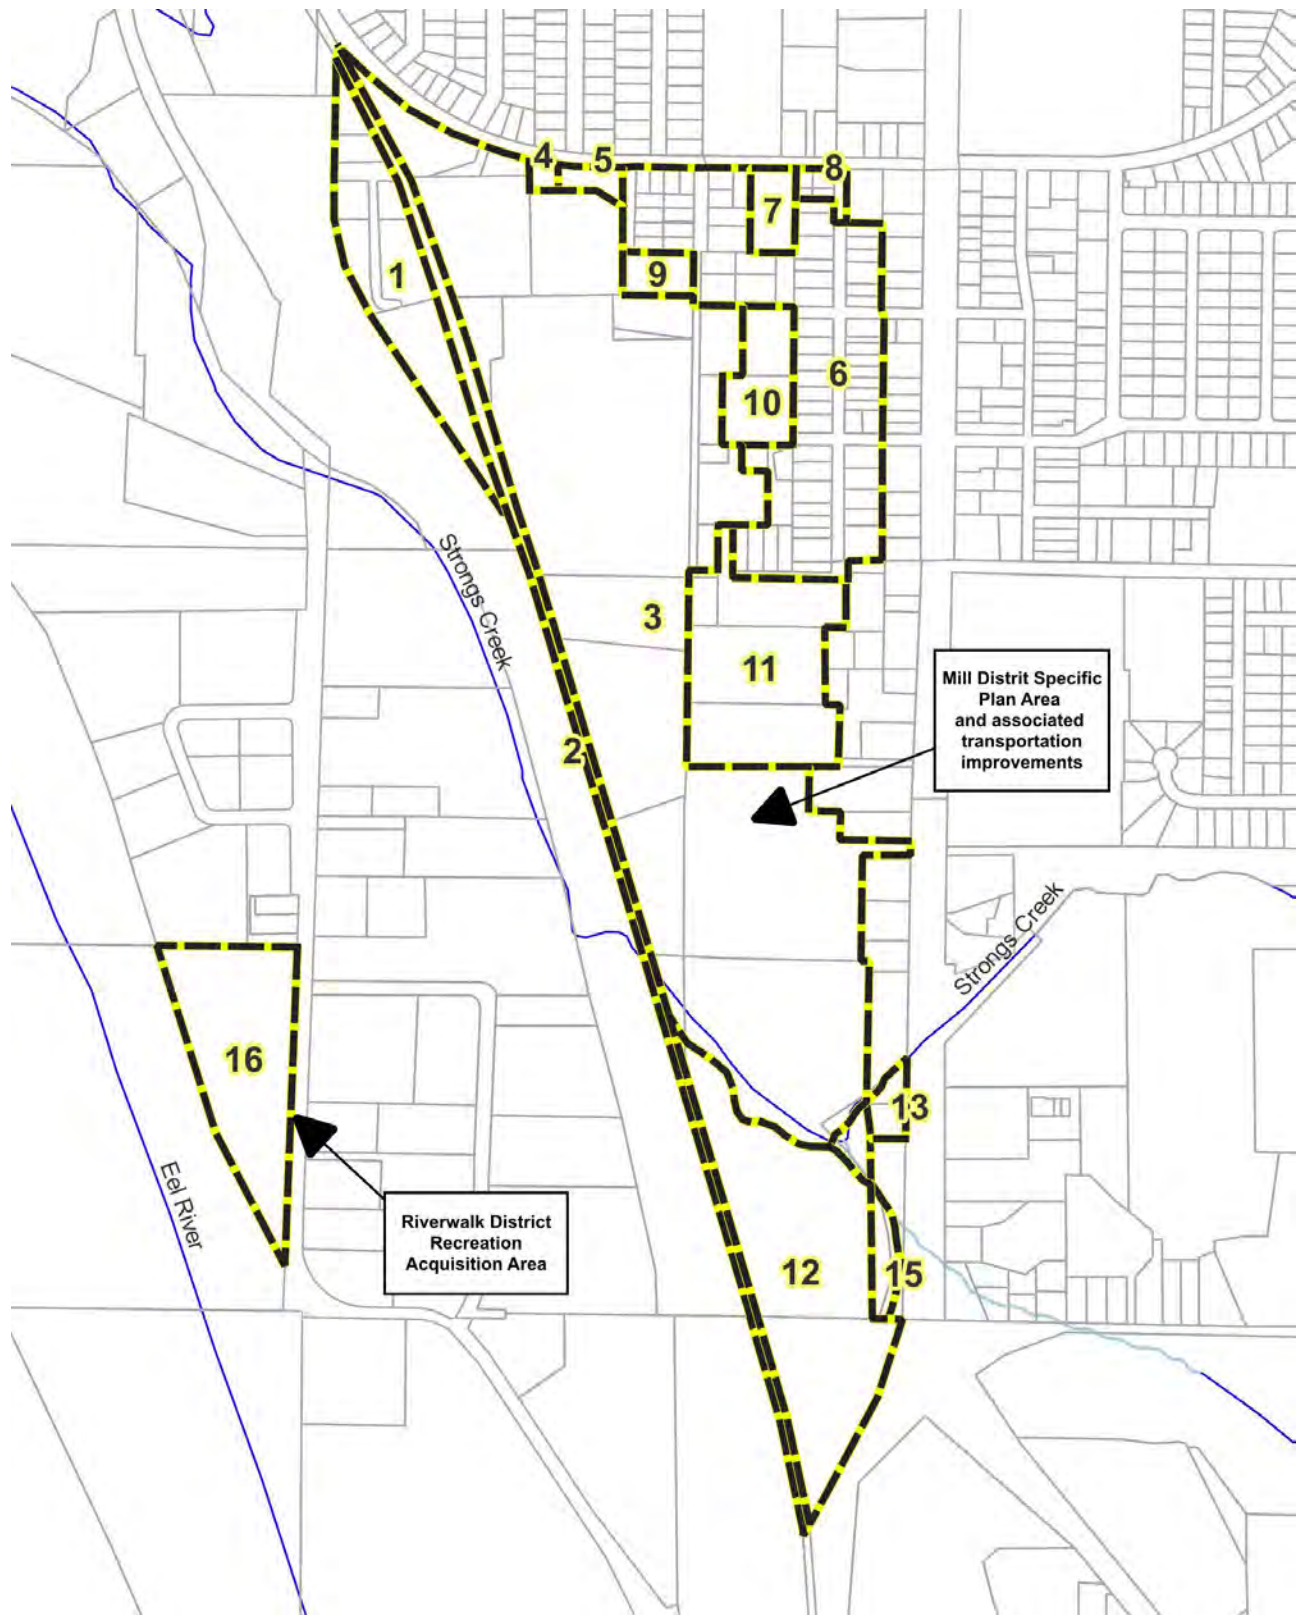 4
5
8
7
1
9
6
10
Strongs Creek
3
11
Mill Distrit Specific
Plan Area
and associated
transportation
improvements
2
Strongs Creek
16
13
Eel River
Riverwalk District
Recreation
Acquisition Area
12
15